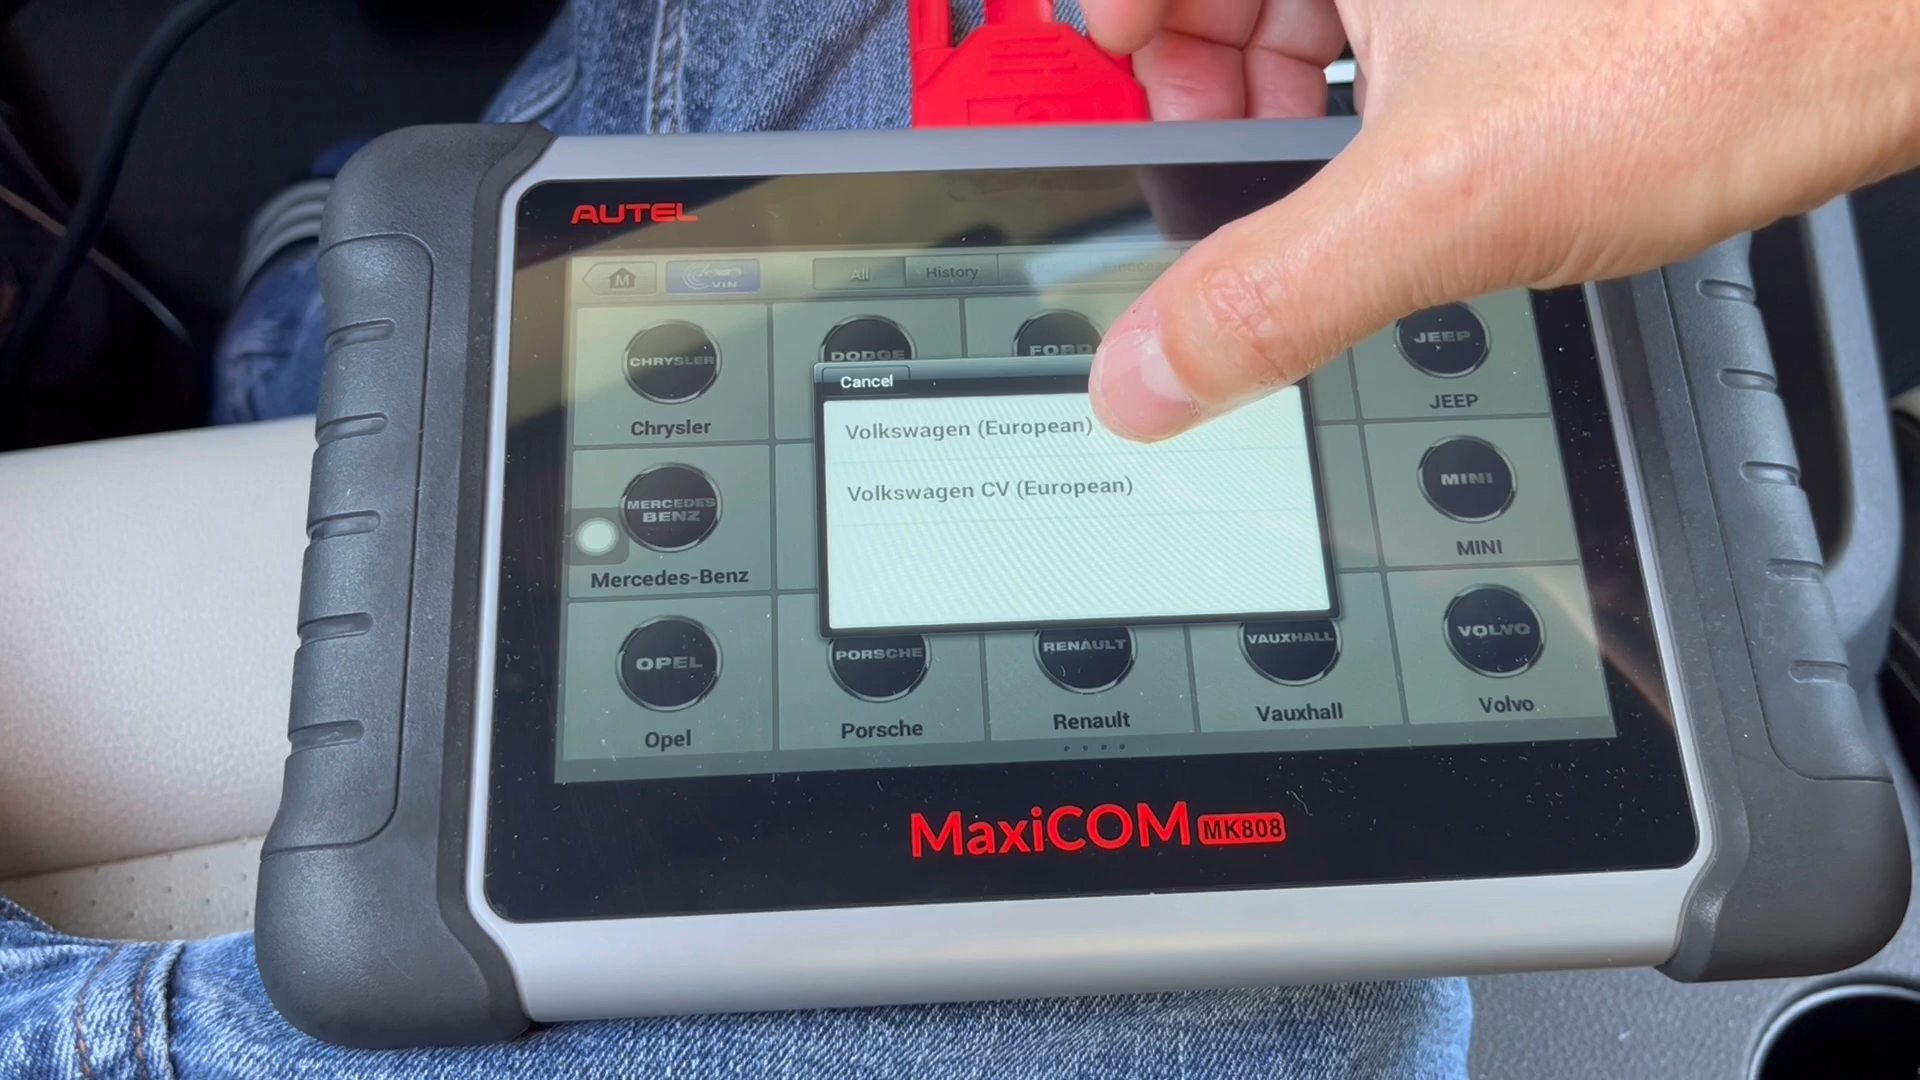 AUTEL
M
VIN
All
History
CHRYSLER
DODGE
FORD
JEEP
Chrysler
JEEP
Cancel
Volkswagen (European)
Volkswagen CV (European)
MERCEDES
BENZ
MINI
Mercedes-Benz
MINI
OPEL
PORSCHE
RENAULT
VAUXHALL
VOLVO
Opel
Porsche
Renault
Vauxhall
Volvo
MaxiCOM MK808